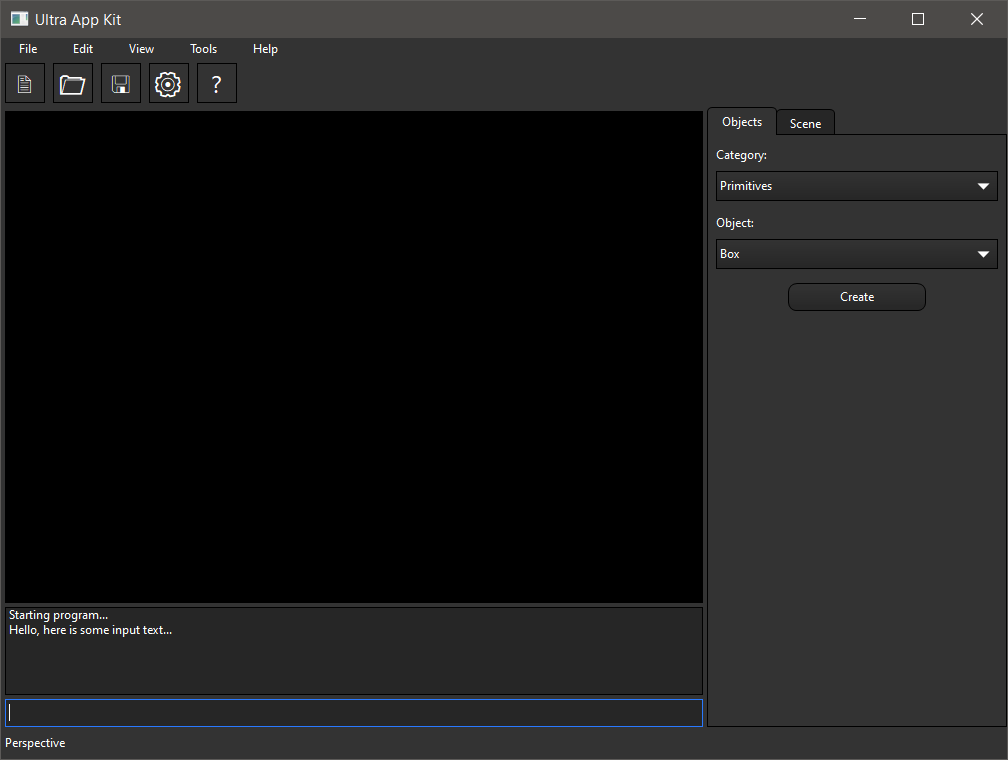 Ultra App Kit
File Edit View Tools Help
?
Objects Scene
Category:
Primitives
Object:
Box
Create
Starting program...
Hello, here is some input text...
Perspective